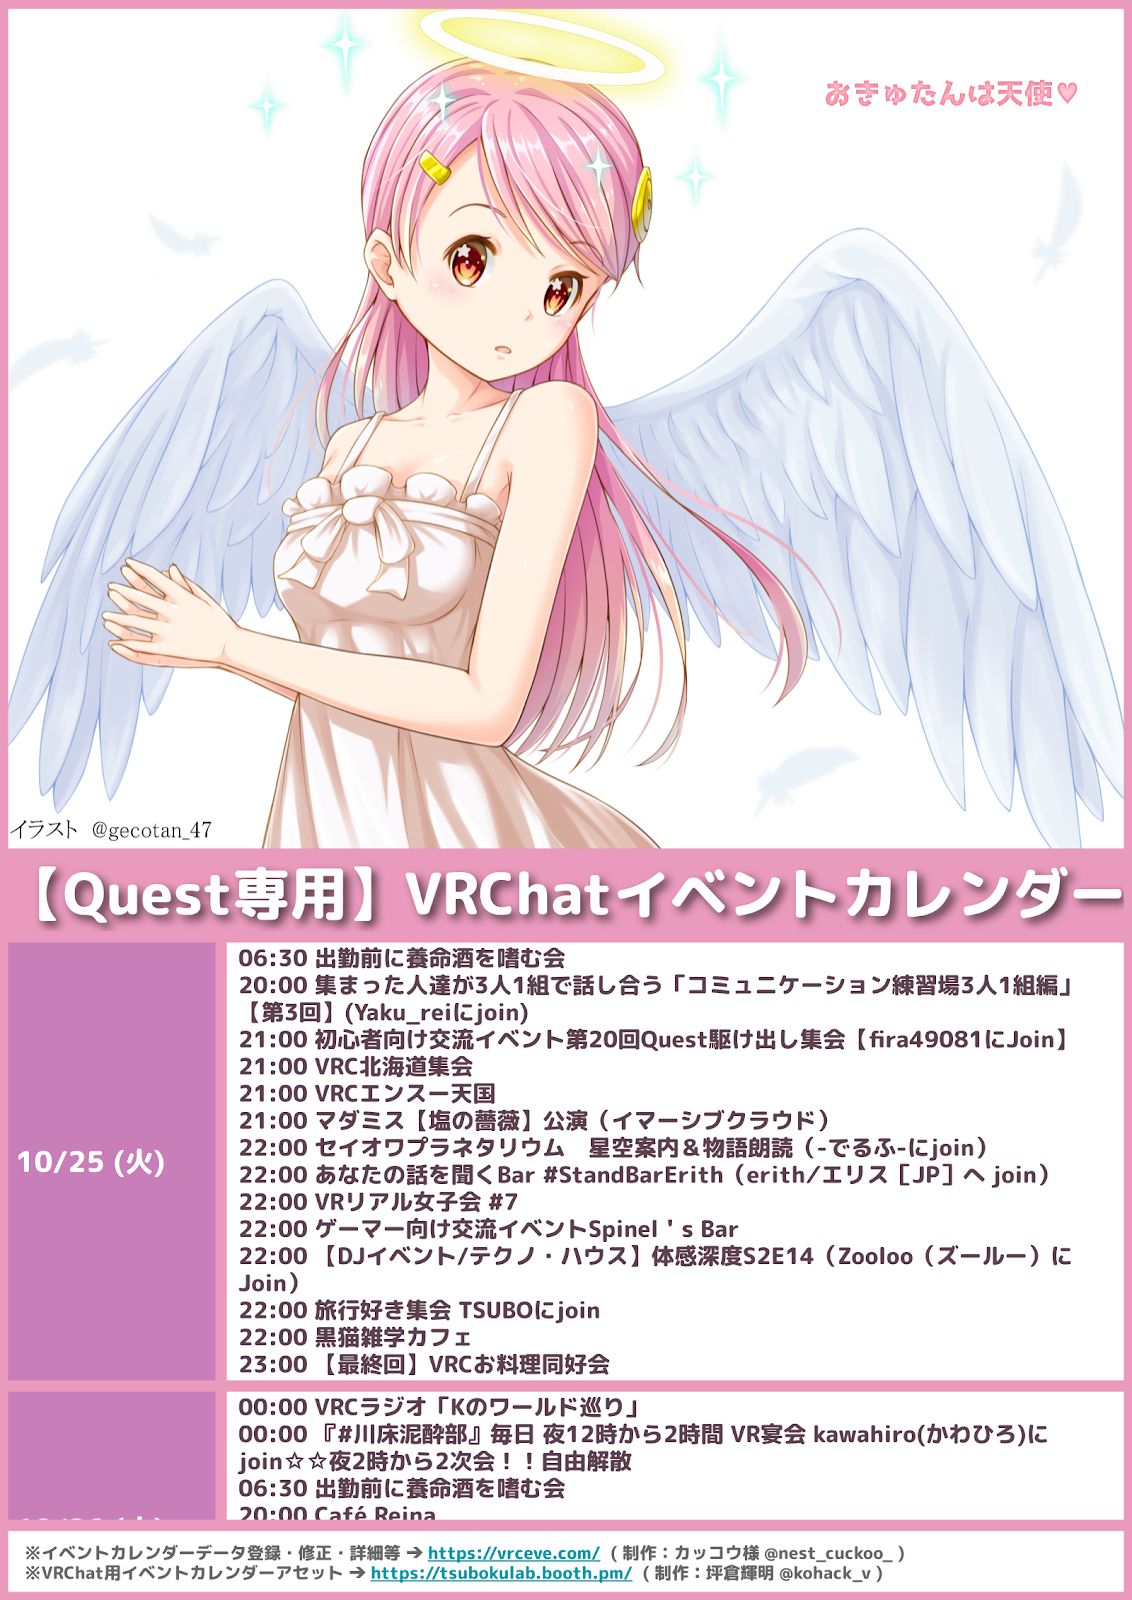 おきゅたんは天使♥
イラスト @gecotan_47
【Quest専用】VRChatイベントカレンダー
10/25 (火)
06:30 出勤前に養命酒を嗜む会
20:00 集まった人達が3人1組で話し合う「コミュニケーション練習場3人1組編」
【第3回】(Yaku_reiにjoin)
21:00 初心者向け交流イベント第20回Quest駆け出し集会【fira49081にJoin】
21:00 VRC北海道集会
21:00 VRCエンスー天国
21:00 マダミス【塩の薔薇】公演（イマーシブクラウド）
22:00 セイオワプラネタリウム　星空案内＆物語朗読（-でるふ-にjoin）
22:00 あなたの話を聞くBar #StandBarErith（erith/エリス［JP］へ join）
22:00 VRリアル女子会 #7
22:00 ゲーマー向け交流イベントSpinel ' s Bar
22:00 【DJイベント/テクノ・ハウス】体感深度S2E14（Zooloo（ズールー）に
Join）
22:00 旅行好き集会 TSUBOにjoin
22:00 黒猫雑学カフェ
23:00 【最終回】VRCお料理同好会
00:00 VRCラジオ「Kのワールド巡り」
00:00 『#川床泥酔部』毎日 夜12時から2時間 VR宴会 kawahiro(かわひろ)に
join☆☆夜2時から2次会！！自由解散
06:30 出勤前に養命酒を嗜む会
20:00 Café Reina
※イベントカレンダーデータ登録・修正・詳細等 ➔ https://vrceve.com/ ( 制作：カッコウ様 @nest_cuckoo_ )
※VRChat用イベントカレンダーアセット ➔ https://tsubokulab.booth.pm/ ( 制作：坪倉輝明 @kohack_v )